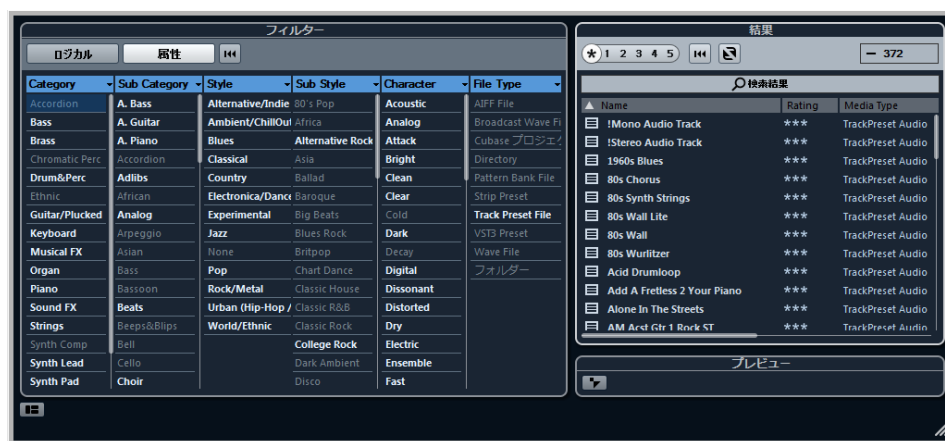 フィルター
ロジカル 属性
Category Sub Category Style Sub Style Character File Type
Accordion A. Bass Alternative/Indie 80's Pop Acoustic AIFF File
Bass A. Guitar Ambient/ChillOut Africa Analog Broadcast Wave Fi
Brass A. Piano Blues Alternative Rock Attack Cubase プロジェク
Chromatic Perc Accordion Classical Asia Bright Directory
Drum&Perc Adlibs Country Ballad Clean Pattern Bank File
Ethnic African Electronica/Dance Baroque Clear Strip Preset
Guitar/Plucked Analog Experimental Big Beats Cold Track Preset File
Keyboard Arpeggio Jazz Blues Rock Dark VST3 Preset
Musical FX Asian None Britpop Decay Wave File
Organ Bass Pop Chart Dance Digital フォルダー
Piano Bassoon Rock/Metal Classic House Dissonant
Sound FX Beats Urban (Hip-Hop / Classic R&B Distorted
Strings Beeps&Blips World/Ethnic Classic Rock Dry
Synth Comp Bell College Rock Electric
Synth Lead Cello Dark Ambient Ensemble
Synth Pad Choir Disco Fast
結果
* 1 2 3 4 5 – 372
検索結果
Name Rating Media Type
!Mono Audio Track *** TrackPreset Audio
!Stereo Audio Track *** TrackPreset Audio
1960s Blues *** TrackPreset Audio
80s Chorus *** TrackPreset Audio
80s Synth Strings *** TrackPreset Audio
80s Wall Lite *** TrackPreset Audio
80s Wall *** TrackPreset Audio
80s Wurlitzer *** TrackPreset Audio
Acid Drumloop *** TrackPreset Audio
Add A Fretless 2 Your Piano *** TrackPreset Audio
Alone In The Streets *** TrackPreset Audio
AM Acst Gtr 1 Rock ST *** TrackPreset Audio
プレビュー